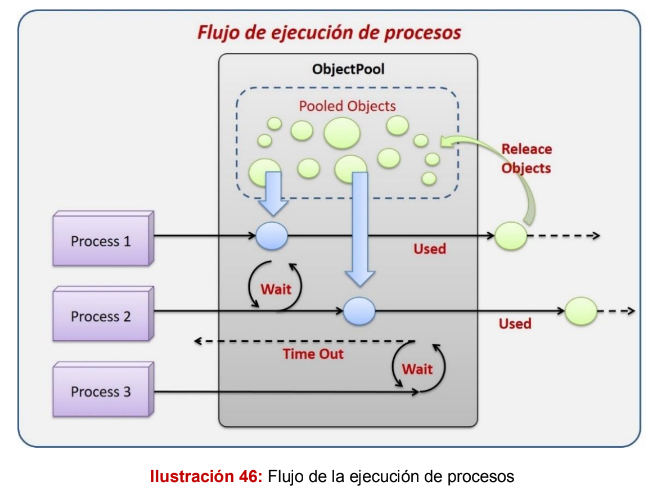 Flujo de ejecución de procesos
ObjectPool
Pooled Objects
Releace
Objects
Process 1
Used
Wait
Process 2
Used
Time Out
Wait
Process 3
Ilustración 46: Flujo de la ejecución de procesos